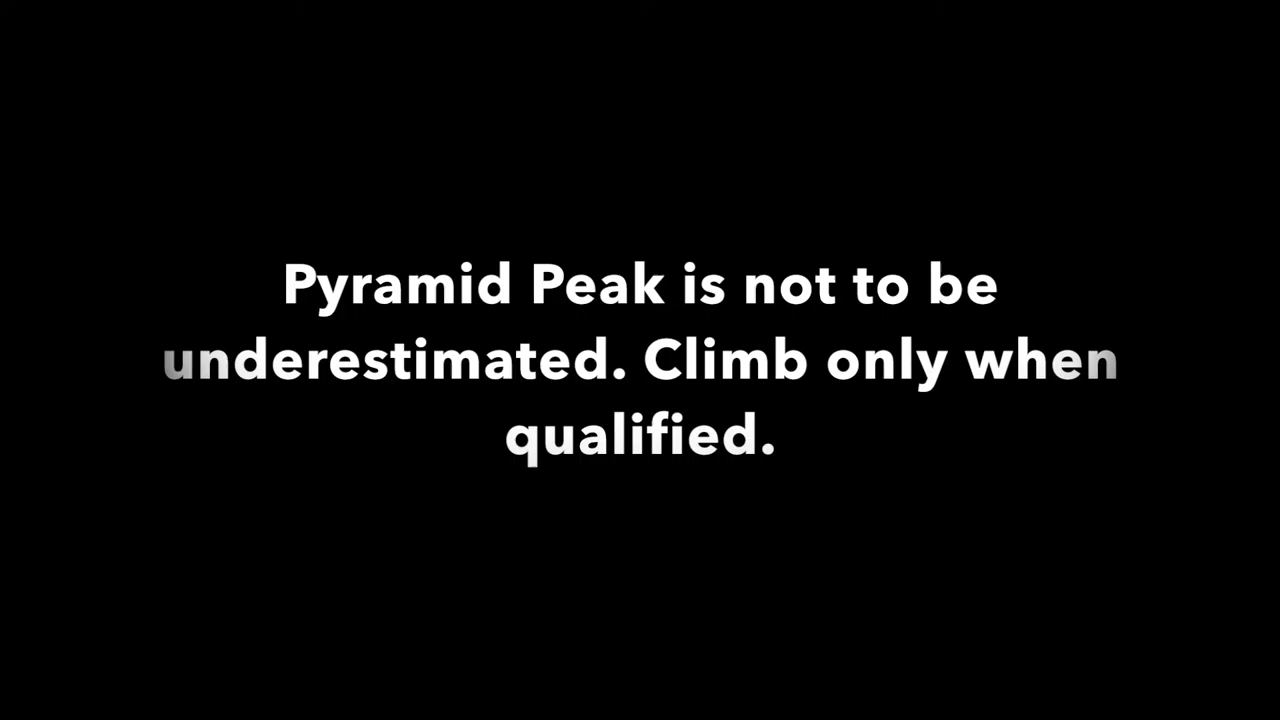 Pyramid Peak is not to be
underestimated. Climb only when
qualified.